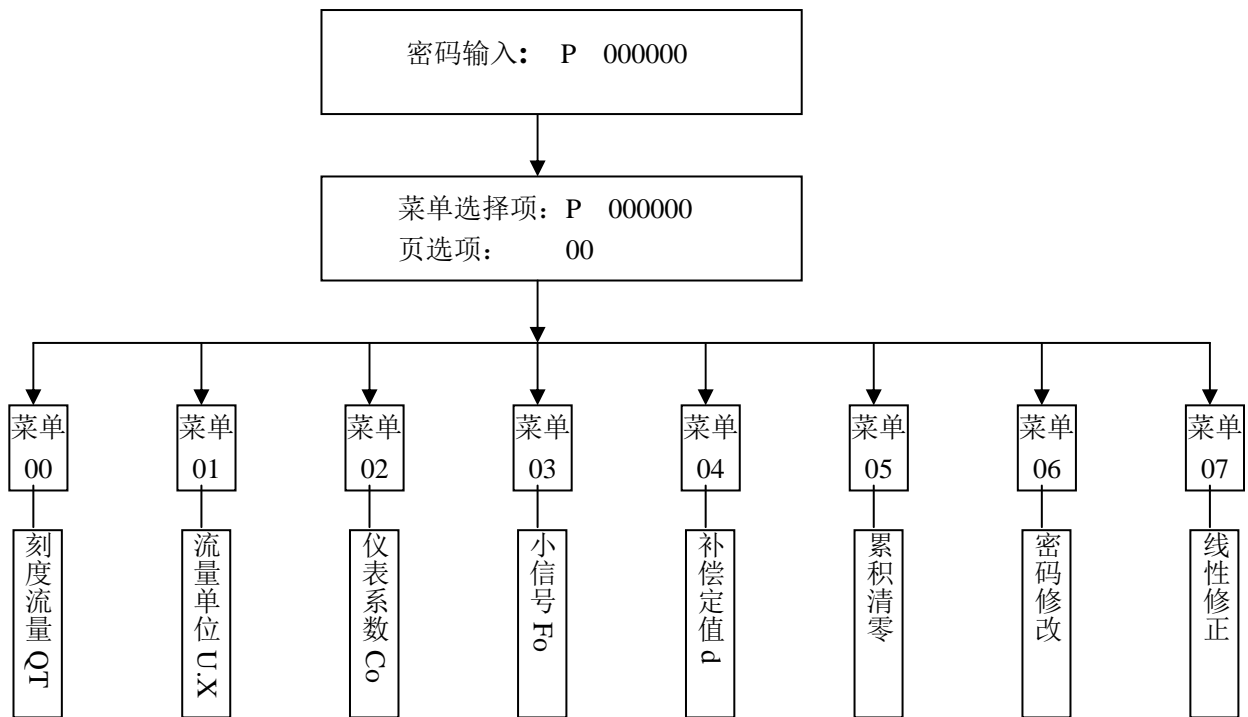 密码输入： P 000000
菜单选择项：P 000000
页选项： 00
菜单
00
菜单
01
菜单
02
菜单
03
菜单
04
菜单
05
菜单
06
菜单
07
刻度流量 QT
流量单位 U.X
仪表系数 Co
小信号 Fo
补偿定值 d
累积清零
密码修改
线性修正